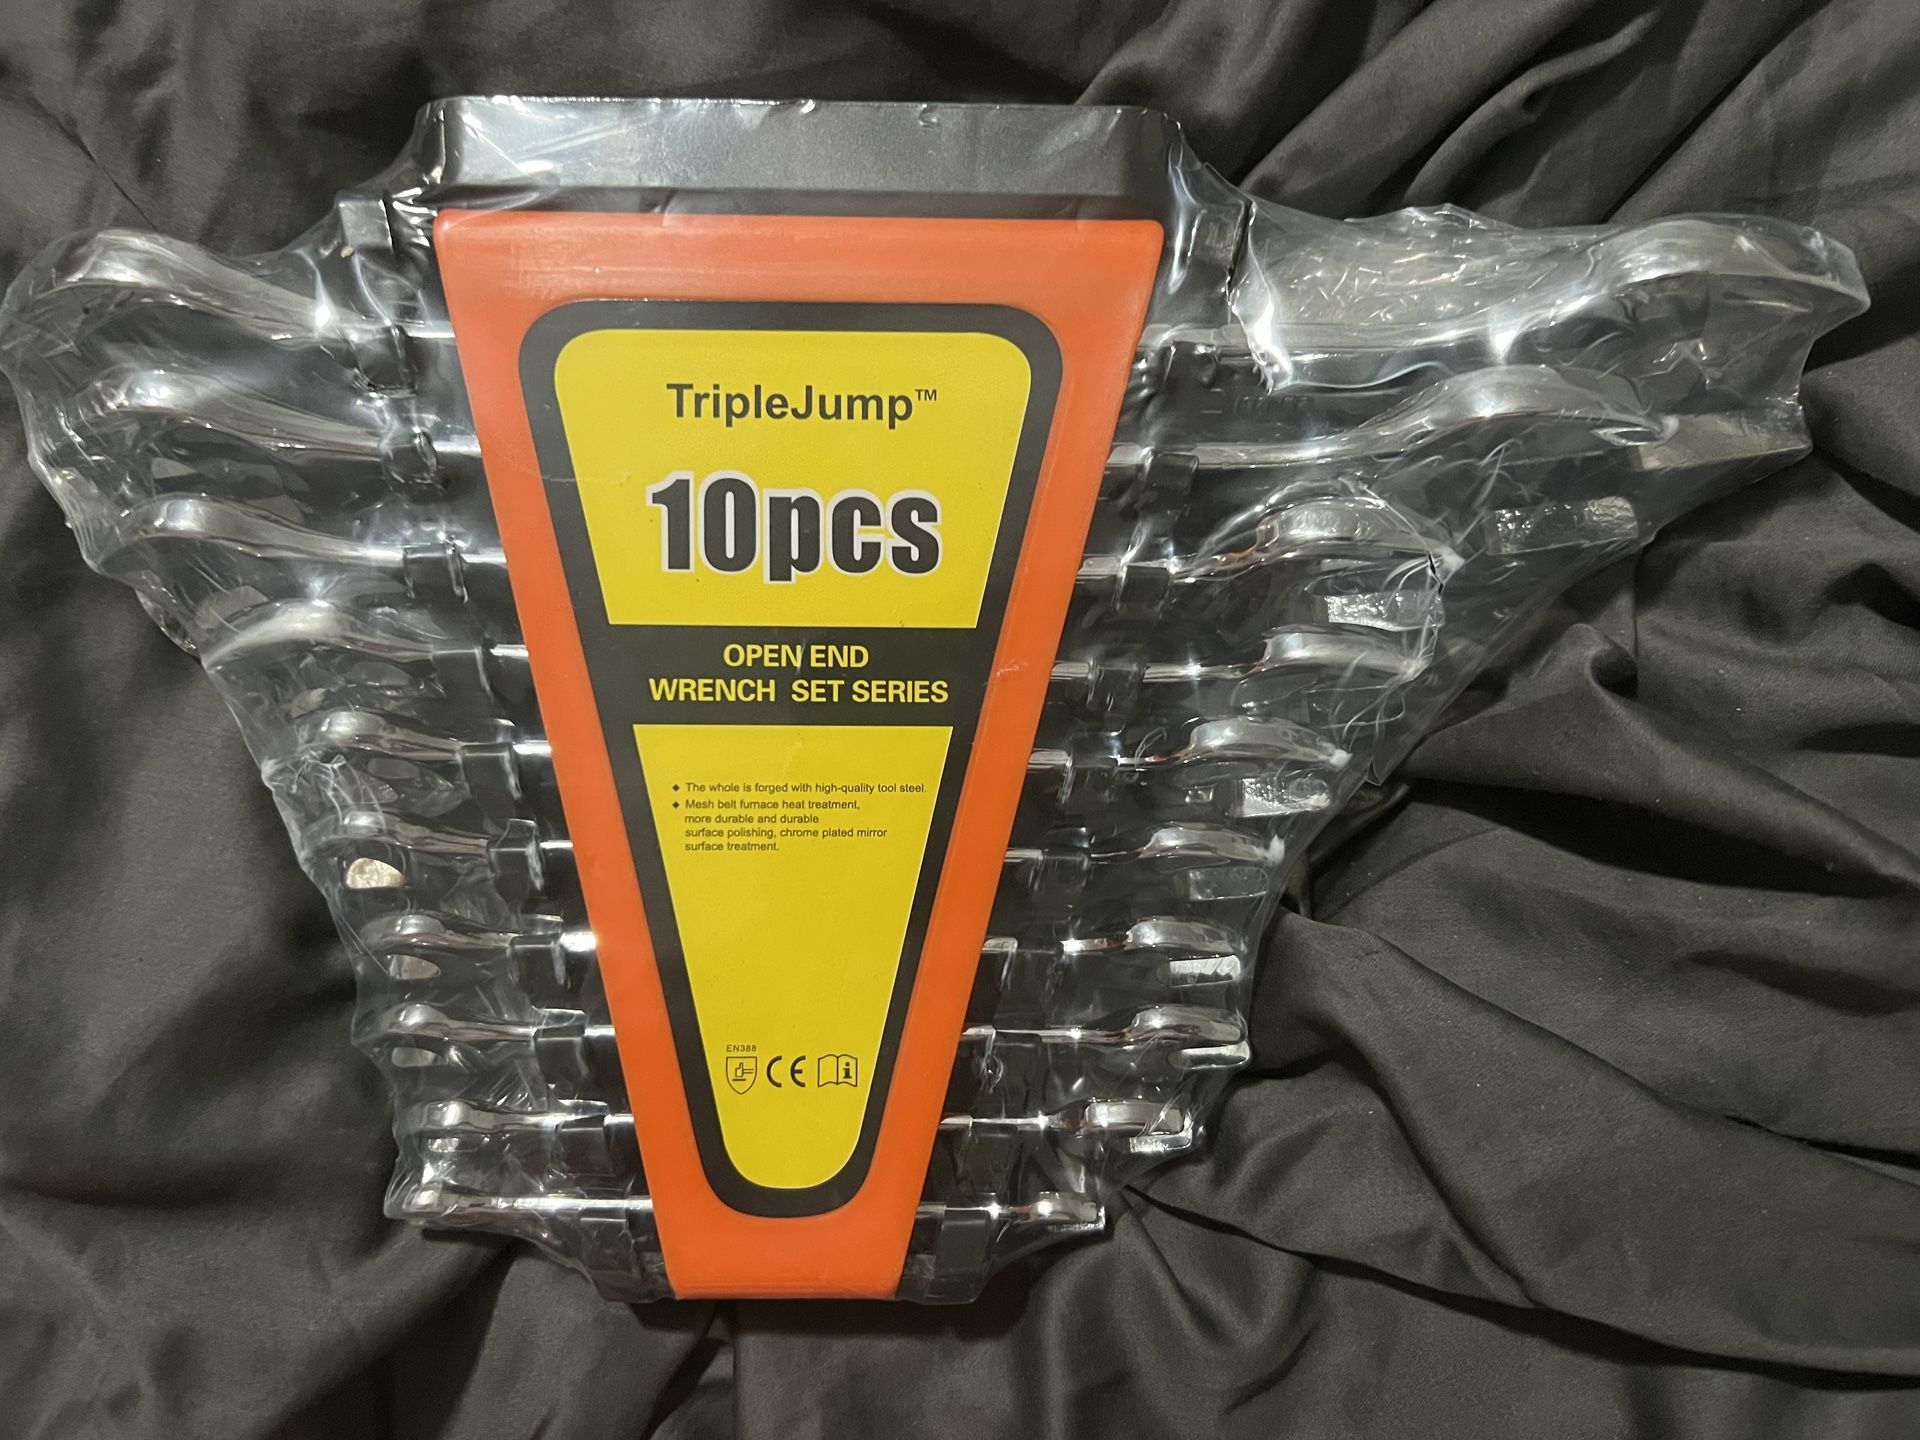 TripleJump™
10pcs
OPEN END
WRENCH SET SERIES
◆ The whole is forged with high-quality tool steel.
◆ Mesh belt furnace heat treatment,
more durable and durable
surface polishing, chrome plated mirror
surface treatment.
EN388
CE i